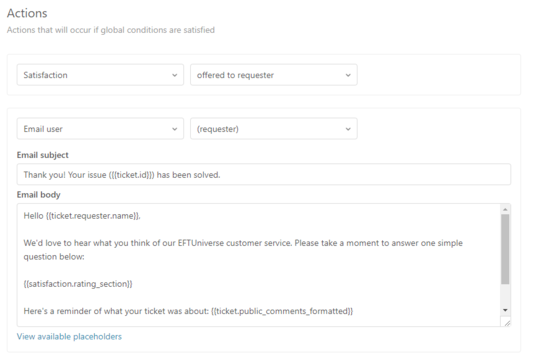 Actions
Actions that will occur if global conditions are satisfied
Satisfaction
offered to requester
Email user
(requester)
Email subject
Thank you! Your issue ({{ticket.id}}) has been solved.
Email body
Hello {{ticket.requester.name}},
We'd love to hear what you think of our EFTUniverse customer service. Please take a moment to answer one simple
question below:
{{satisfaction.rating_section}}
Here's a reminder of what your ticket was about: {{ticket.public_comments_formatted}}
View available placeholders